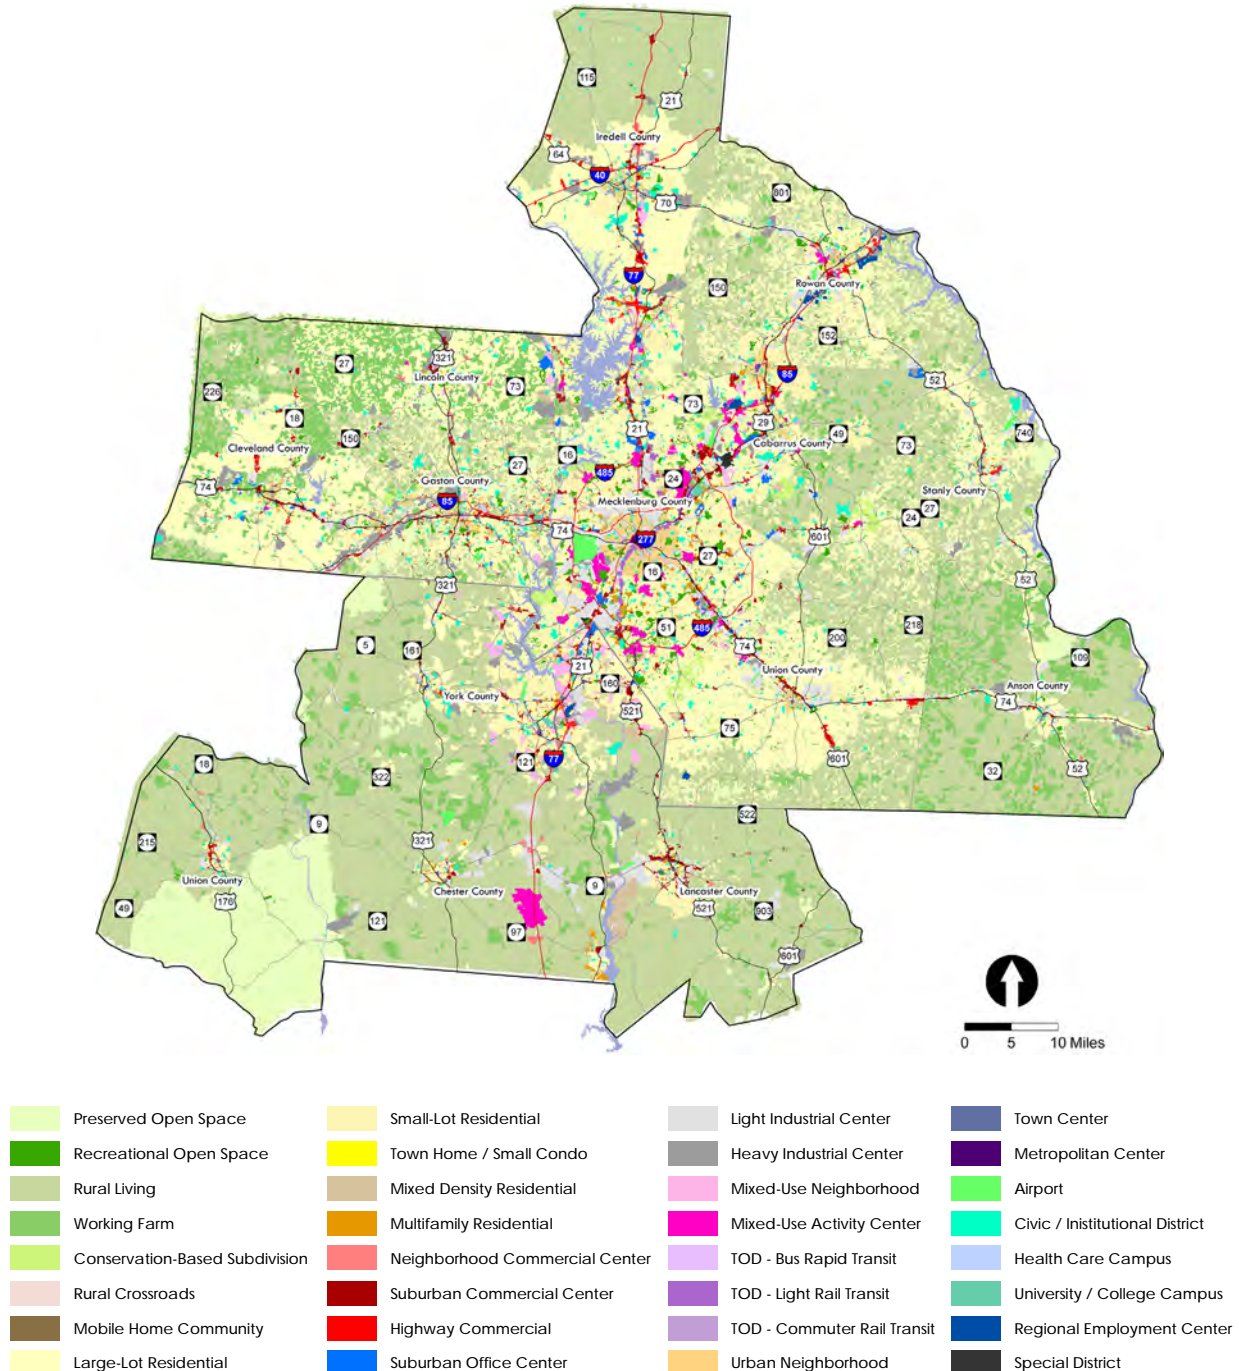 115
21
Iredell County
64
40
70
801
77
150
Rowan County
152
321
Lincoln County
27
73
226
18
150
Cleveland County
85
52
73
29
Cabarrus County
49
73
740
21
16
485
27
Gaston County
85
74
24
Mecklenburg County
Stanly County
27
24
74
277
601
27
16
52
321
51
485
218
200
5
161
74
Union County
109
21
160
York County
521
Anson County
74
75
121
77
601
52
32
18
322
522
9
215
321
Union County
176
Chester County
9
Lancaster County
49
121
521
903
97
601
0 5 10 Miles
Preserved Open Space
Recreational Open Space
Rural Living
Working Farm
Conservation-Based Subdivision
Rural Crossroads
Mobile Home Community
Large-Lot Residential
Small-Lot Residential
Town Home / Small Condo
Mixed Density Residential
Multifamily Residential
Neighborhood Commercial Center
Suburban Commercial Center
Highway Commercial
Suburban Office Center
Light Industrial Center
Heavy Industrial Center
Mixed-Use Neighborhood
Mixed-Use Activity Center
TOD - Bus Rapid Transit
TOD - Light Rail Transit
TOD - Commuter Rail Transit
Urban Neighborhood
Town Center
Metropolitan Center
Airport
Civic / Inistitutional District
Health Care Campus
University / College Campus
Regional Employment Center
Special District